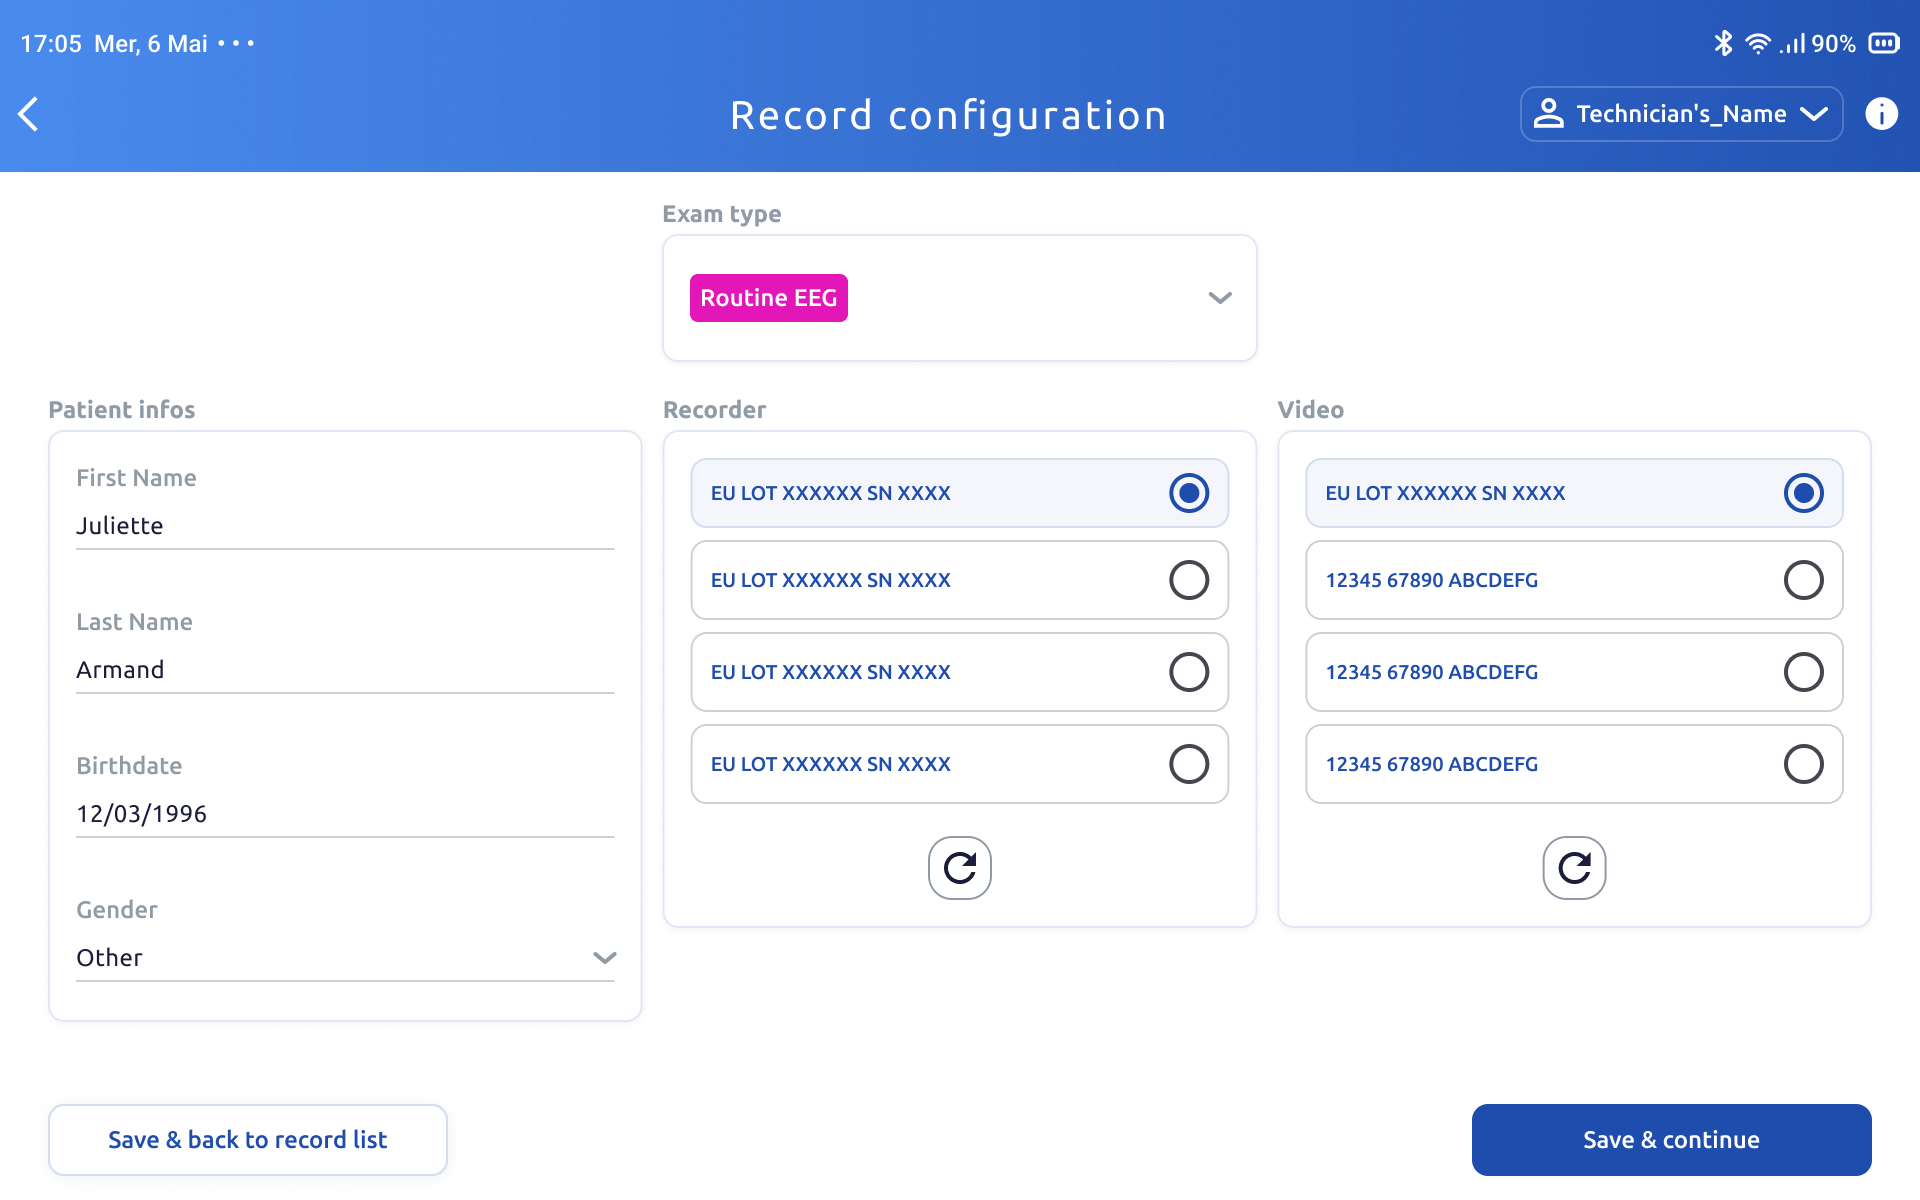 17:05 Mer, 6 Mai
90%
Record configuration
Technician's_Name
Exam type
Routine EEG
Patient infos
First Name
Juliette
Last Name
Armand
Birthdate
12/03/1996
Gender
Other
Recorder
EU LOT XXXXXX SN XXXX
EU LOT XXXXXX SN XXXX
EU LOT XXXXXX SN XXXX
EU LOT XXXXXX SN XXXX
Video
EU LOT XXXXXX SN XXXX
12345 67890 ABCDEFG
12345 67890 ABCDEFG
12345 67890 ABCDEFG
Save & back to record list
Save & continue